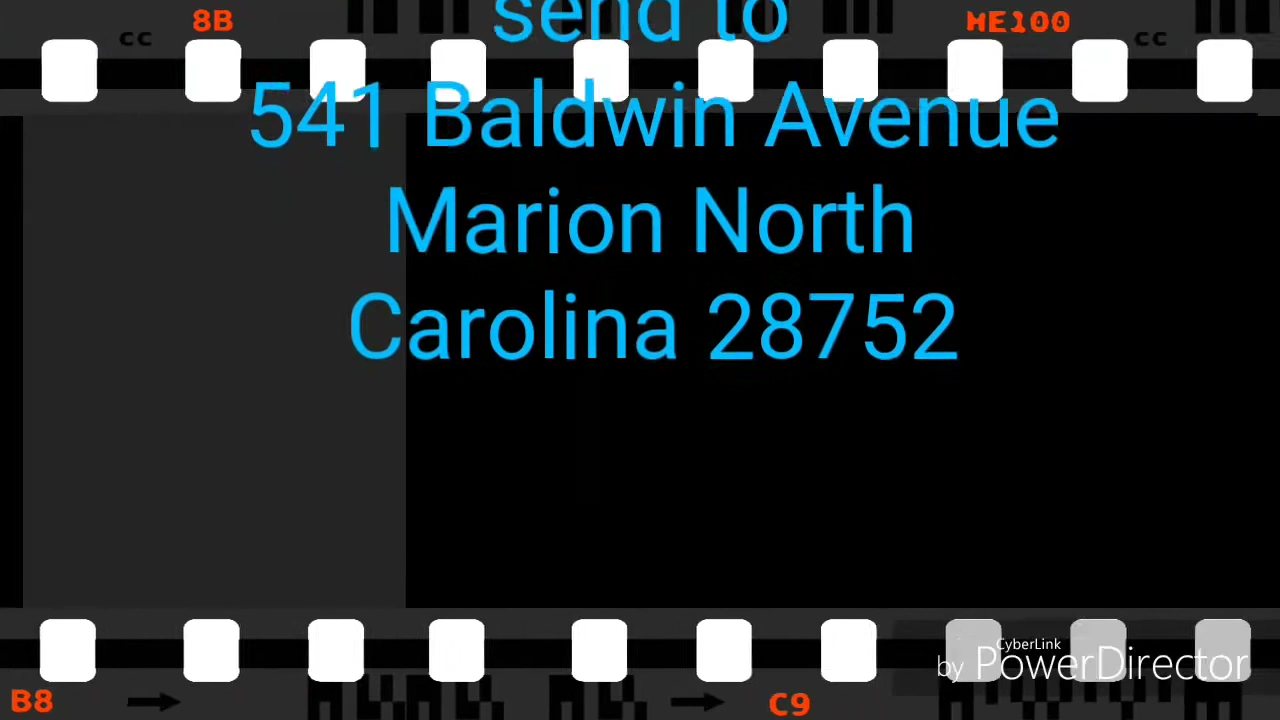 8B
send to
ME100
cc
cc
541 Baldwin Avenue
Marion North
Carolina 28752
CyberLink
by PowerDirector
B8
C9